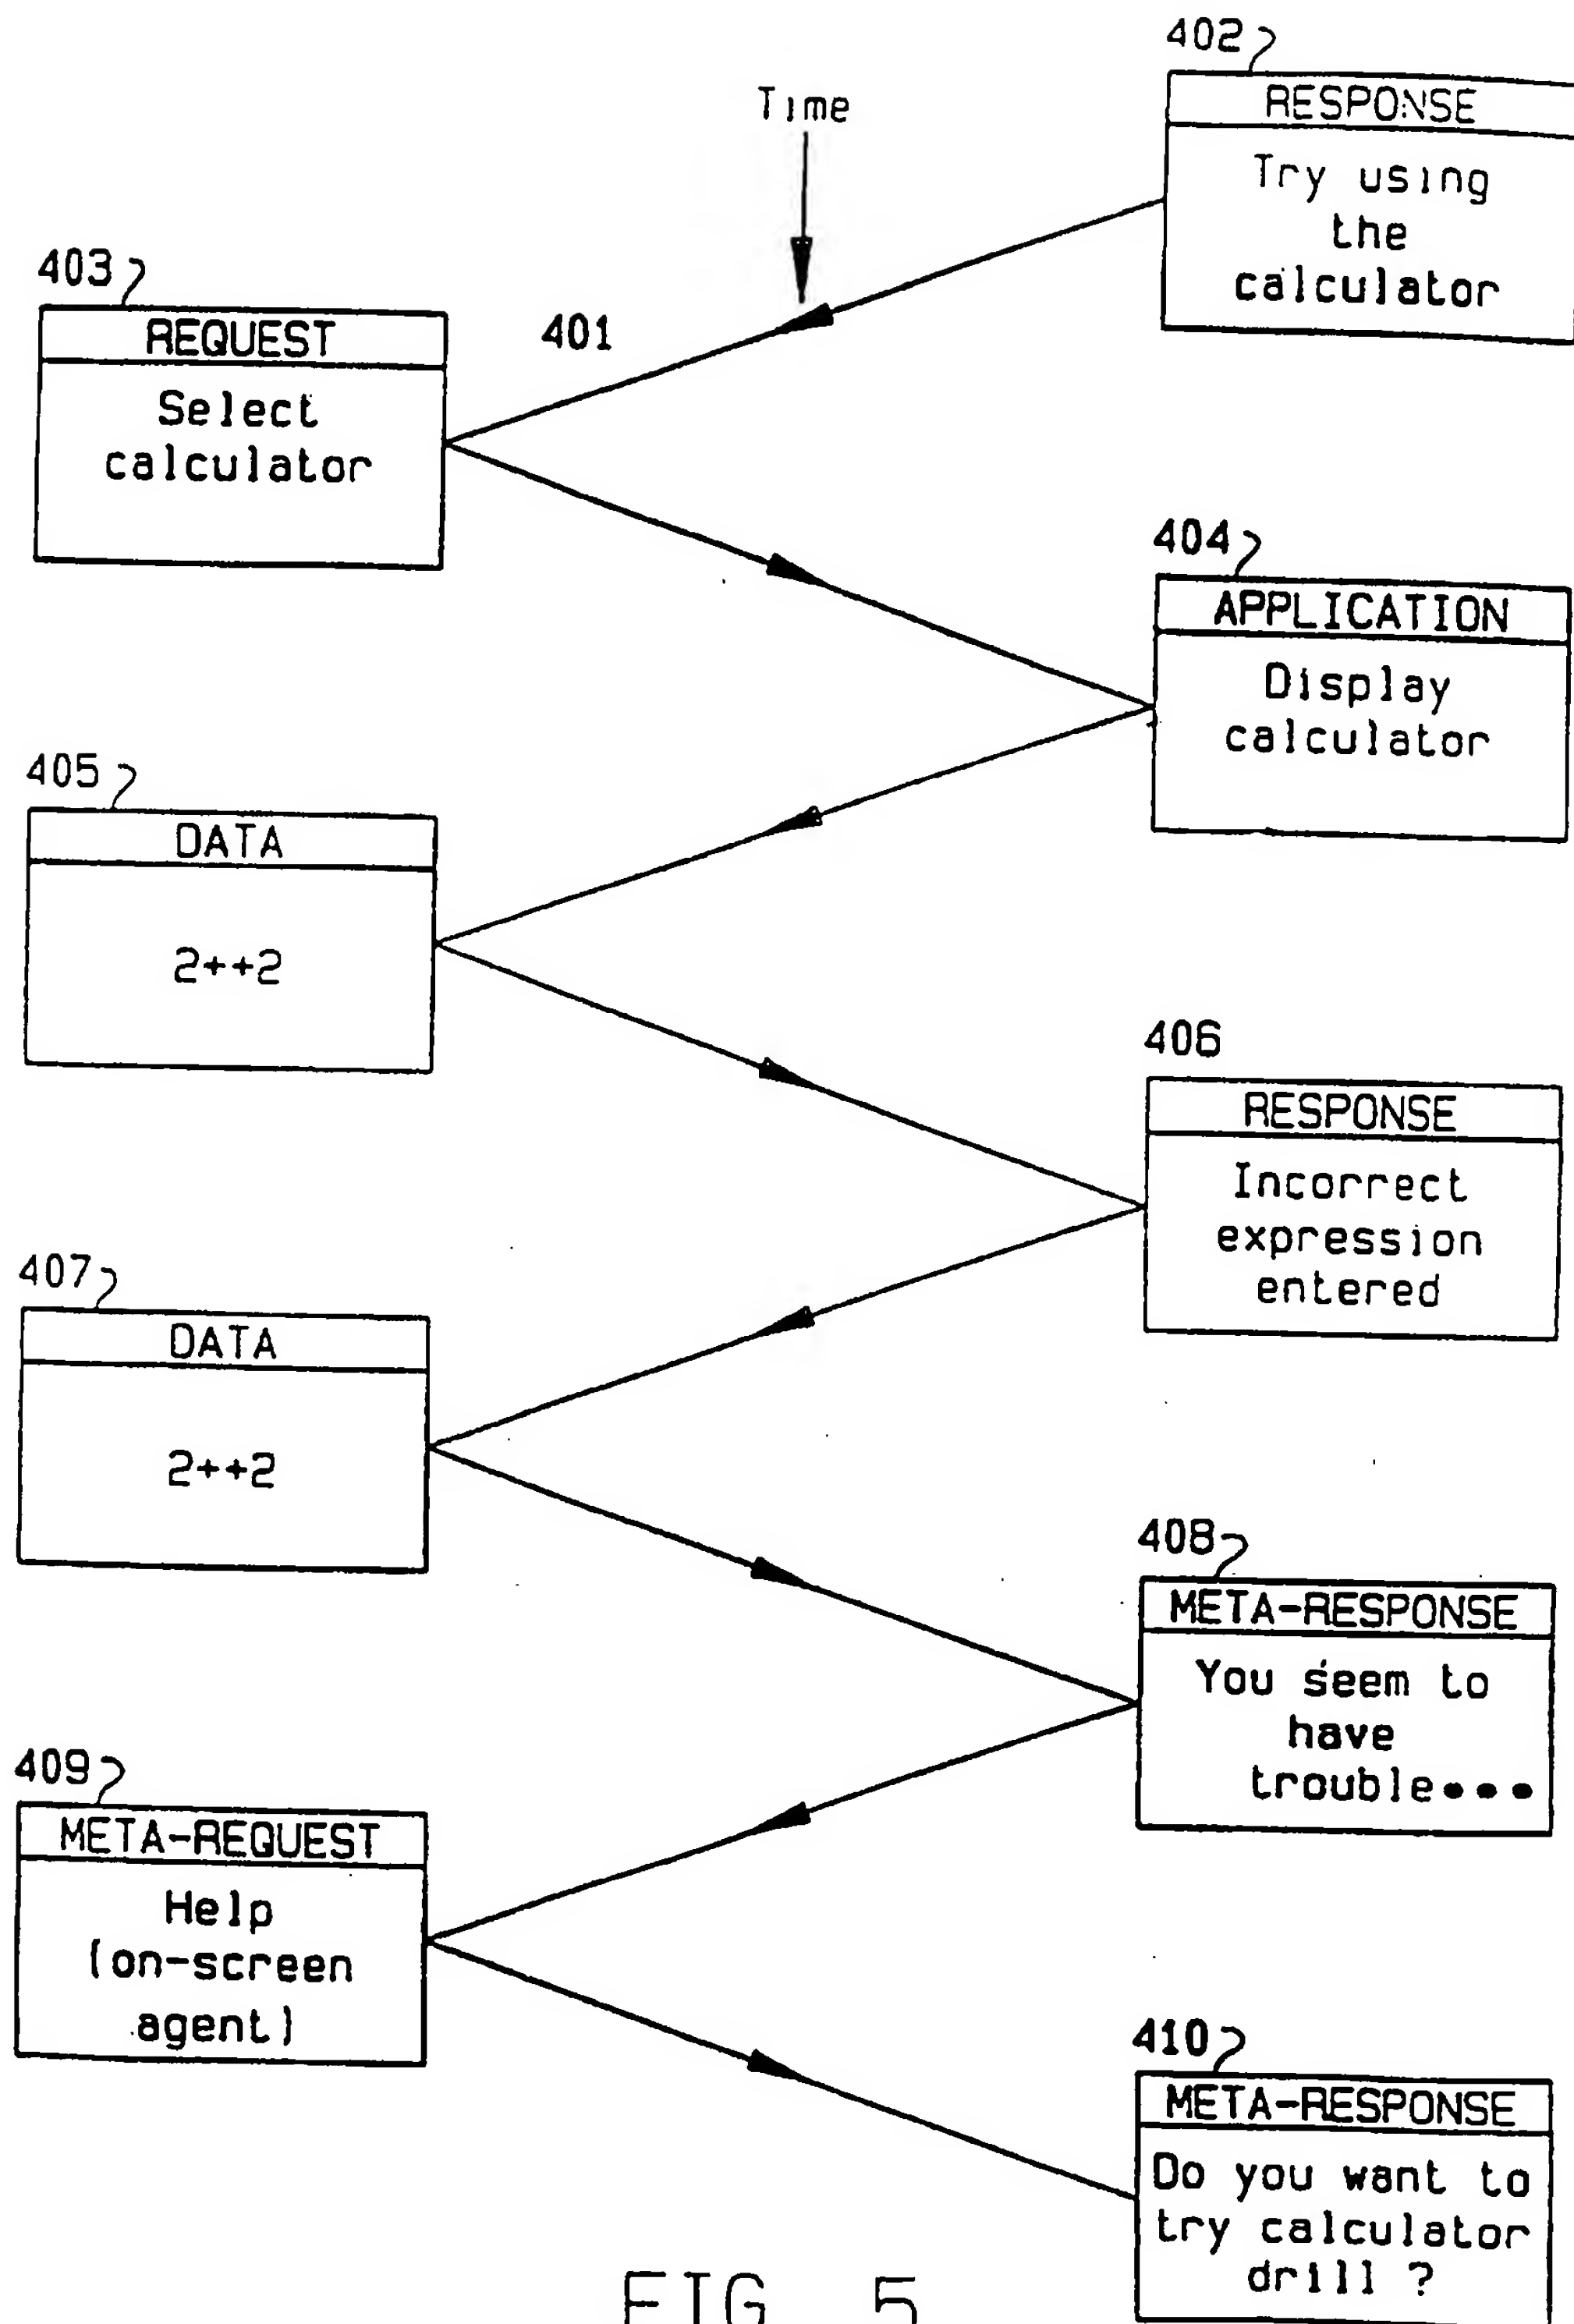 402
RESPONSE
Try using
the
calculator
Time
403
REQUEST
Select
calculator
401
404
APPLICATION
Display
calculator
405
DATA
2++2
406
RESPONSE
Incorrect
expression
entered
407
DATA
2++2
408
META-RESPONSE
You seem to
have
trouble•••
409
META-REQUEST
Help
(on-screen
agent)
410
META-RESPONSE
Do you want to
try calculator
drill ?
FIG. 5